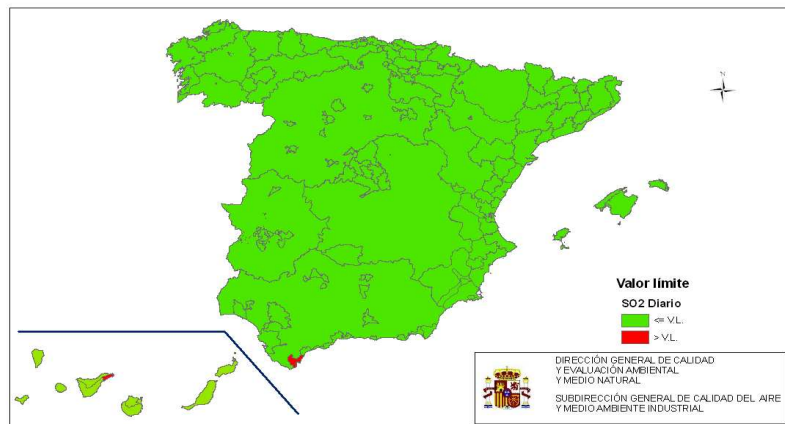 N
Valor límite
SO2 Diario
<= V.L.
> V.L.
DIRECCIÓN GENERAL DE CALIDAD
Y EVALUACIÓN AMBIENTAL
Y MEDIO NATURAL
SUBDIRECCIÓN GENERAL DE CALIDAD DEL AIRE
Y MEDIO AMBIENTE INDUSTRIAL